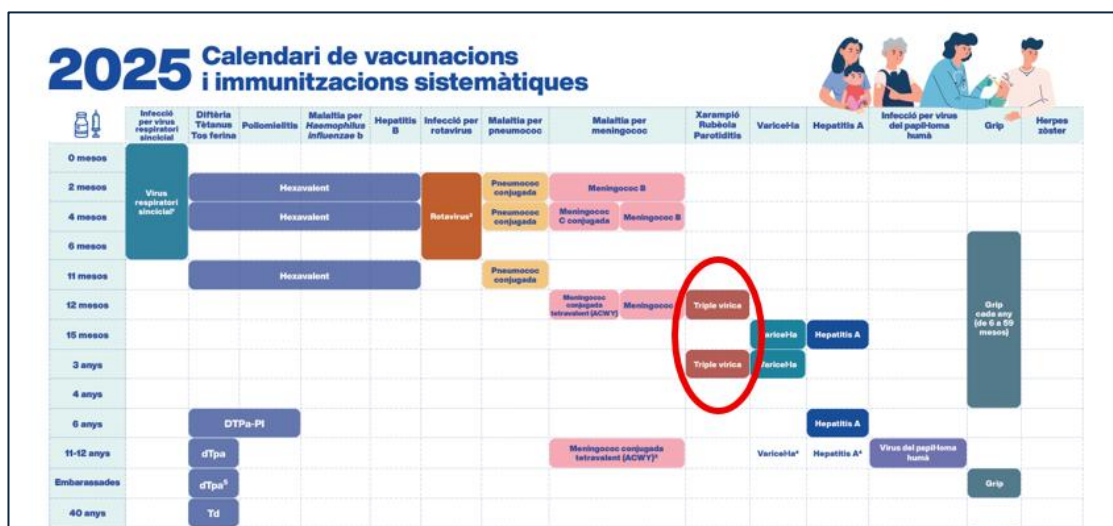 2025 Calendari de vacunacions
i immunitzacions sistemàtiques
Infecció per virus respiratori sincicial
Diftèria Tètanus Tos ferina
Poliomielitis
Malaltia per Haemophilus influenzae b
Hepatitis B
Infecció per rotavirus
Malaltia per pneumococ
Malaltia per meningococ
Xarampió Rubèola Parotiditis
Varicel·la
Hepatitis A
Infecció per virus del papil·loma humà
Grip
Herpes zòster
0 mesos
Virus respiratori sincicial¹
2 mesos
Hexavalent
Rotavirus²
Pneumococ conjugada
Meningococ B
4 mesos
Hexavalent
Pneumococ conjugada
Meningococ C conjugada
Meningococ B
6 mesos
Grip cada any (de 6 a 59 mesos)
11 mesos
Hexavalent
Pneumococ conjugada
12 mesos
Meningococ conjugada tetravalent (ACWY)
Meningococ
Triple vírica
15 mesos
Varicel·la
Hepatitis A
3 anys
Triple vírica
Varicel·la
4 anys
6 anys
DTPa-PI
Hepatitis A
11-12 anys
dTpa
Meningococ conjugada tetravalent (ACWY)³
Varicel·la⁴
Hepatitis A⁴
Virus del papil·loma humà
Embarassades
dTpa⁵
Grip
40 anys
Td